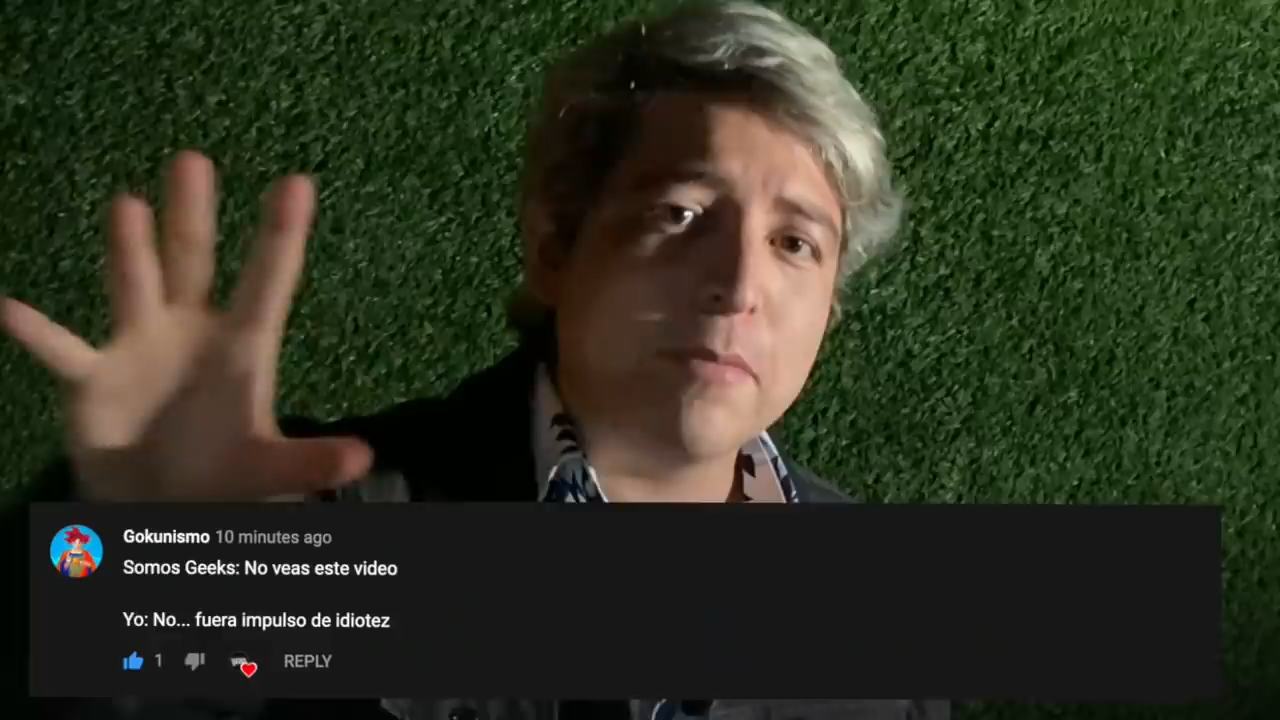 Gokunismo 10 minutes ago
Somos Geeks: No veas este video
Yo: No... fuera impulso de idiotez
1 REPLY